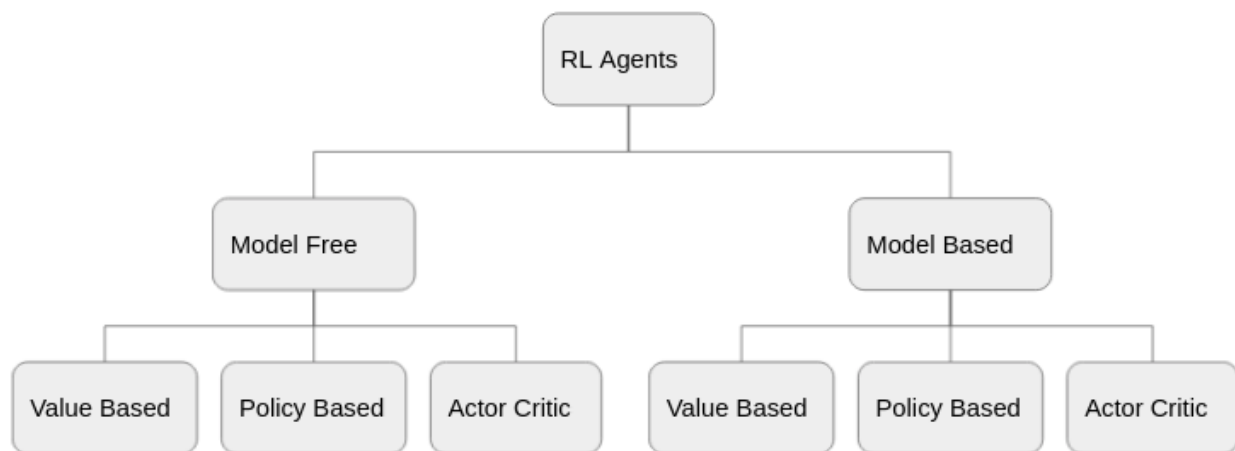 RL Agents
Model Free
Model Based
Value Based
Policy Based
Actor Critic
Value Based
Policy Based
Actor Critic